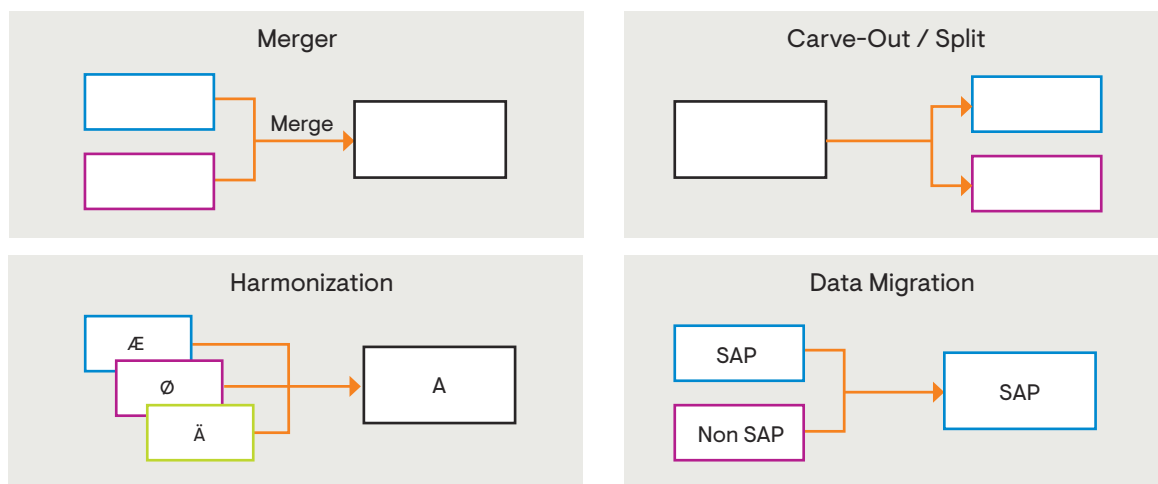 Merger
Merge
Carve-Out / Split
Harmonization
Æ
Ø
Ä
A
Data Migration
SAP
Non SAP
SAP